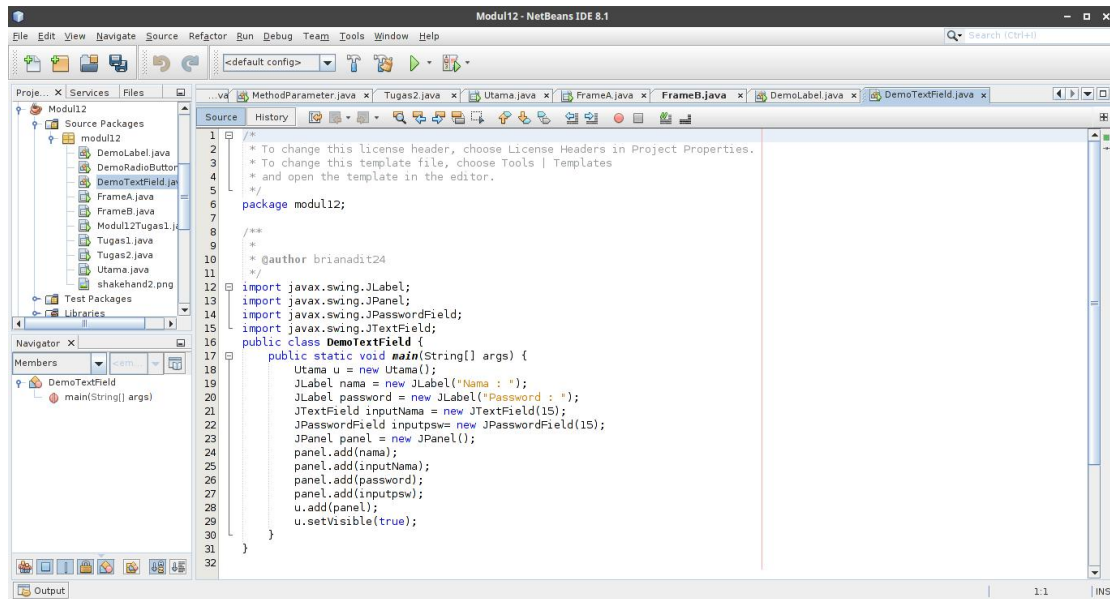 Modul12 - NetBeans IDE 8.1
File Edit View Navigate Source Refactor Run Debug Team Tools Window Help
Search (Ctrl+I)
<default config>
Proje... X Services Files
...va MethodParameter.java x Tugas2.java x Utama.java x FrameA.java x FrameB.java x DemoLabel.java x DemoTextField.java x
Modul12
Source Packages
modul12
DemoLabel.java
DemoRadioButton
DemoTextField.jav
FrameA.java
FrameB.java
Modul12Tugas1.ja
Tugas1.java
Tugas2.java
Utama.java
shakehand2.png
Test Packages
Libraries
Navigator X
Members <em...
DemoTextField
main(String[] args)
Source History
1 /*
2 * To change this license header, choose License Headers in Project Properties.
3 * To change this template file, choose Tools | Templates
4 * and open the template in the editor.
5 */
6 package modul12;
7
8 /**
9 *
10 * @author brianadit24
11 */
12 import javax.swing.JLabel;
13 import javax.swing.JPanel;
14 import javax.swing.JPasswordField;
15 import javax.swing.JTextField;
16 public class DemoTextField {
17 public static void main(String[] args) {
18 Utama u = new Utama();
19 JLabel nama = new JLabel("Nama : ");
20 JLabel password = new JLabel("Password : ");
21 JTextField inputNama = new JTextField(15);
22 JPasswordField inputpsw= new JPasswordField(15);
23 JPanel panel = new JPanel();
24 panel.add(nama);
25 panel.add(inputNama);
26 panel.add(password);
27 panel.add(inputpsw);
28 u.add(panel);
29 u.setVisible(true);
30 }
31 }
32
Output
1:1 INS